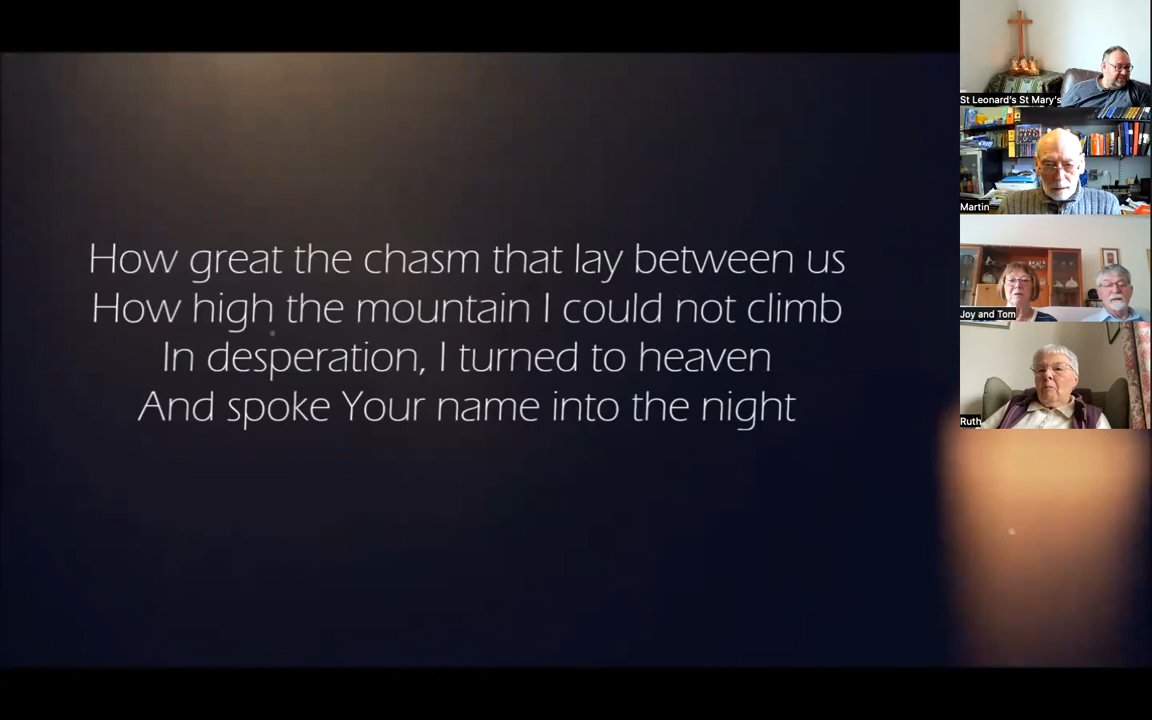 How great the chasm that lay between us
How high the mountain I could not climb
In desperation, I turned to heaven
And spoke Your name into the night
St Leonard's St Mary's
Martin
Joy and Tom
Ruth